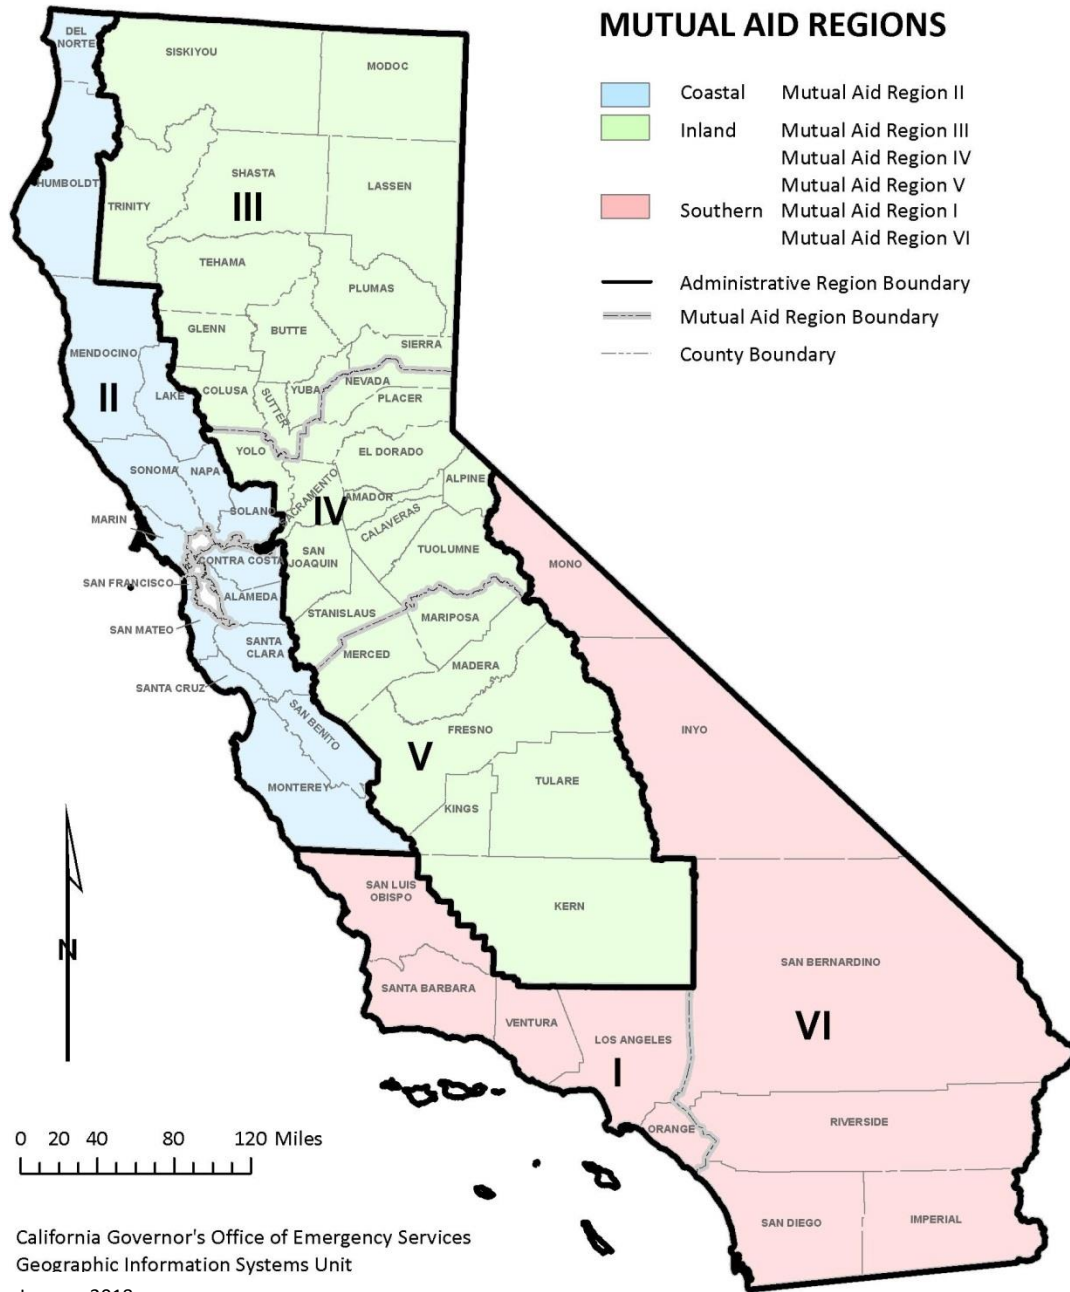 MUTUAL AID REGIONS
Coastal Mutual Aid Region II
Inland Mutual Aid Region III
Mutual Aid Region IV
Mutual Aid Region V
Southern Mutual Aid Region I
Mutual Aid Region VI
Administrative Region Boundary
Mutual Aid Region Boundary
County Boundary
DEL
NORTE
SISKIYOU
MODOC
HUMBOLDT
TRINITY
SHASTA
LASSEN
III
TEHAMA
PLUMAS
GLENN
BUTTE
SIERRA
MENDOCINO
II
LAKE
COLUSA
SUTTER
YUBA
NEVADA
PLACER
YOLO
EL DORADO
SONOMA
NAPA
SACRAMENTO
ALPINE
AMADOR
IV
SOLANO
CALAVERAS
MARIN
TUOLUMNE
SAN
JOAQUIN
CONTRA COSTA
MONO
SAN FRANCISCO
ALAMEDA
STANISLAUS
MARIPOSA
SAN MATEO
SANTA
CLARA
MERCED
MADERA
SANTA CRUZ
SAN BENITO
FRESNO
INYO
V
MONTEREY
TULARE
KINGS
SAN LUIS
OBISPO
KERN
N
SANTA BARBARA
SAN BERNARDINO
VENTURA
LOS ANGELES
VI
I
ORANGE
RIVERSIDE
SAN DIEGO
IMPERIAL
0 20 40 80 120 Miles
California Governor's Office of Emergency Services
Geographic Information Systems Unit